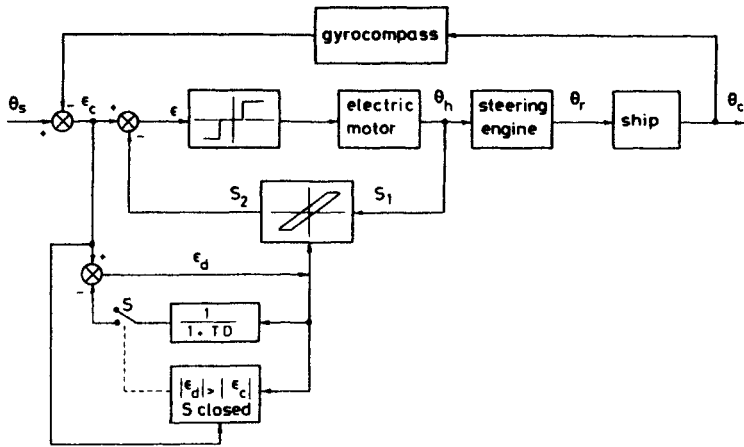 gyrocompass
θs
+
-
εc
+
-
ε
electric
motor
θh
steering
engine
θr
ship
θc
S2
S1
+
-
εd
S
1
1+TD
|εd|>|εc|
S closed